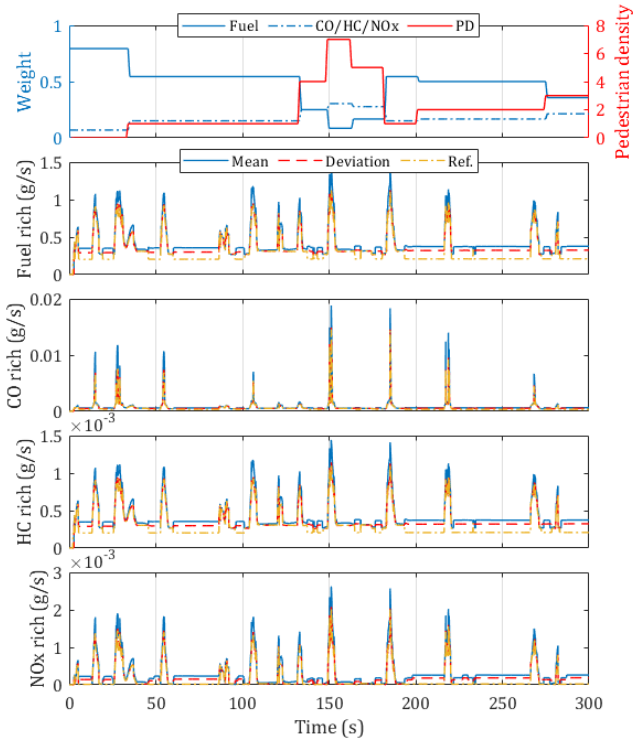 Fuel CO/HC/NOx PD
1 8
6
0.5 4
2
0 0
Weight
Pedestrian density
Mean Deviation Ref.
1.5
1
0.5
0
Fuel rich (g/s)
0.02
0.01
0
CO rich (g/s)
×10⁻³
1.5
1
0.5
0
HC rich (g/s)
×10⁻³
3
2
1
0
NOx rich (g/s)
0 50 100 150 200 250 300
Time (s)